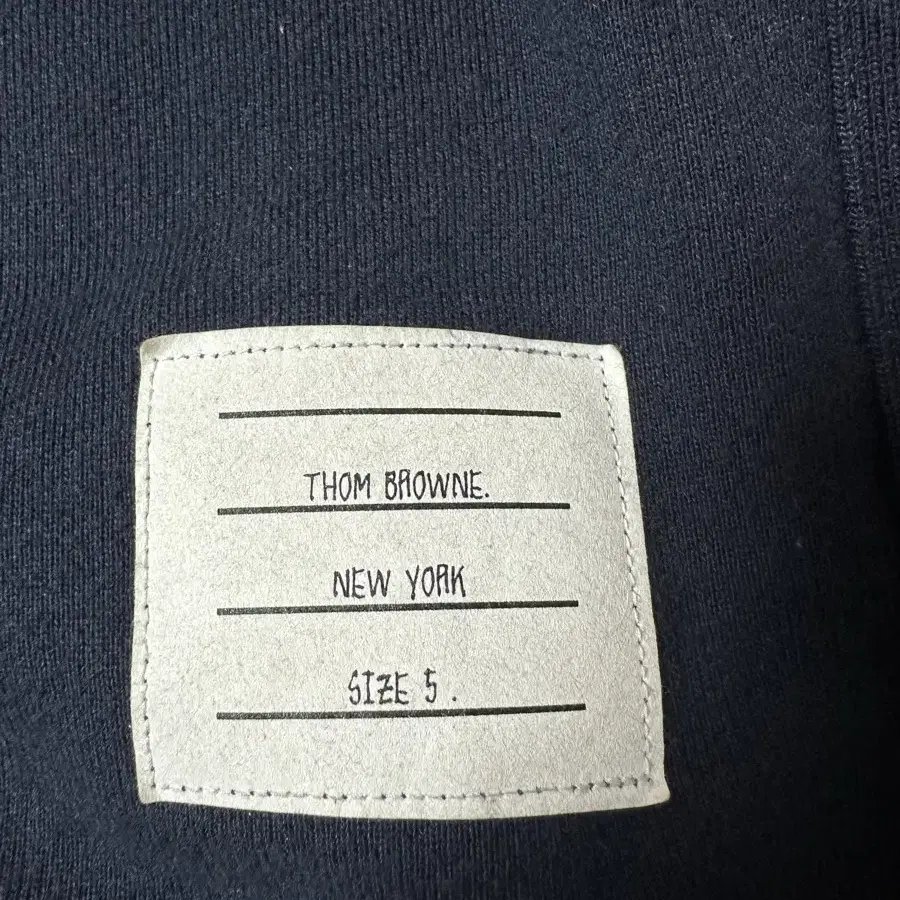 THOM BROWNE.
NEW YORK
SIZE 5 .